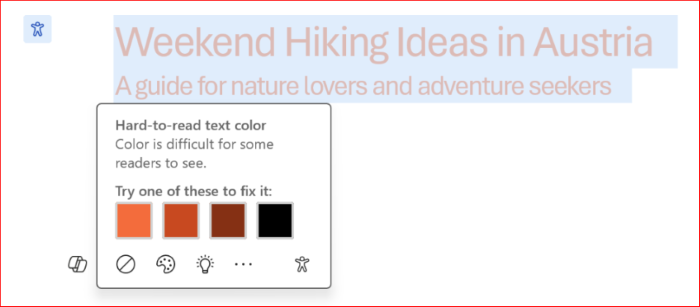 Weekend Hiking Ideas in Austria
A guide for nature lovers and adventure seekers
Hard-to-read text color
Color is difficult for some
readers to see.
Try one of these to fix it: